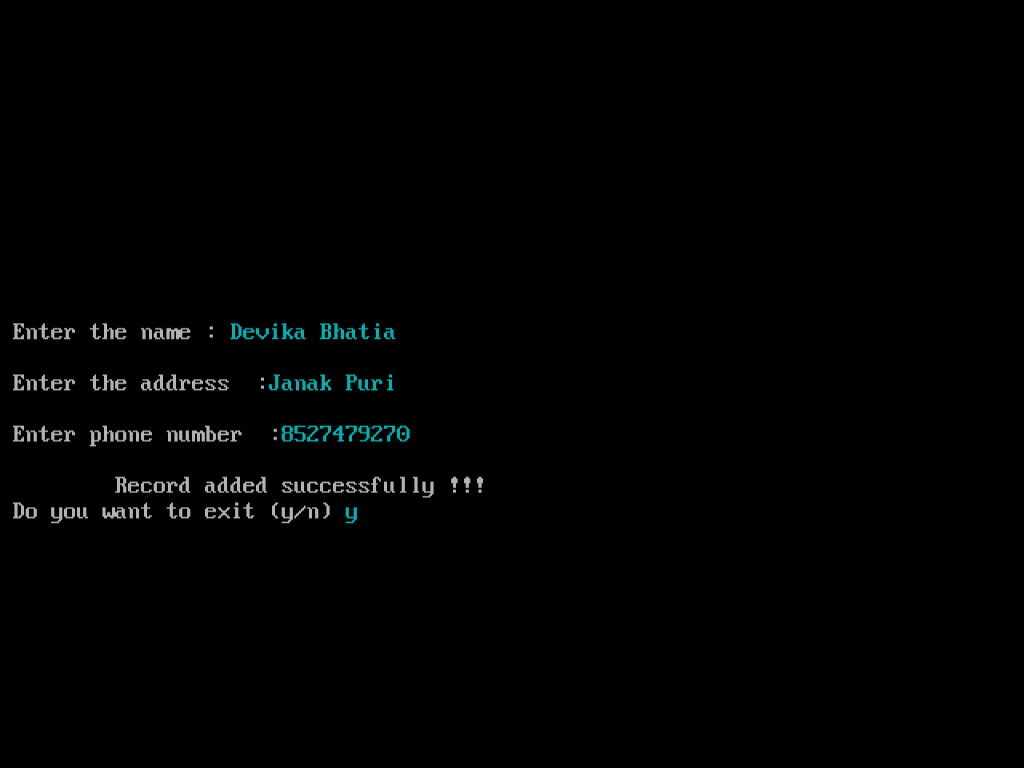 Enter the name : Devika Bhatia
Enter the address  :Janak Puri
Enter phone number  :8527479270
Record added successfully !!!
Do you want to exit (y/n) y